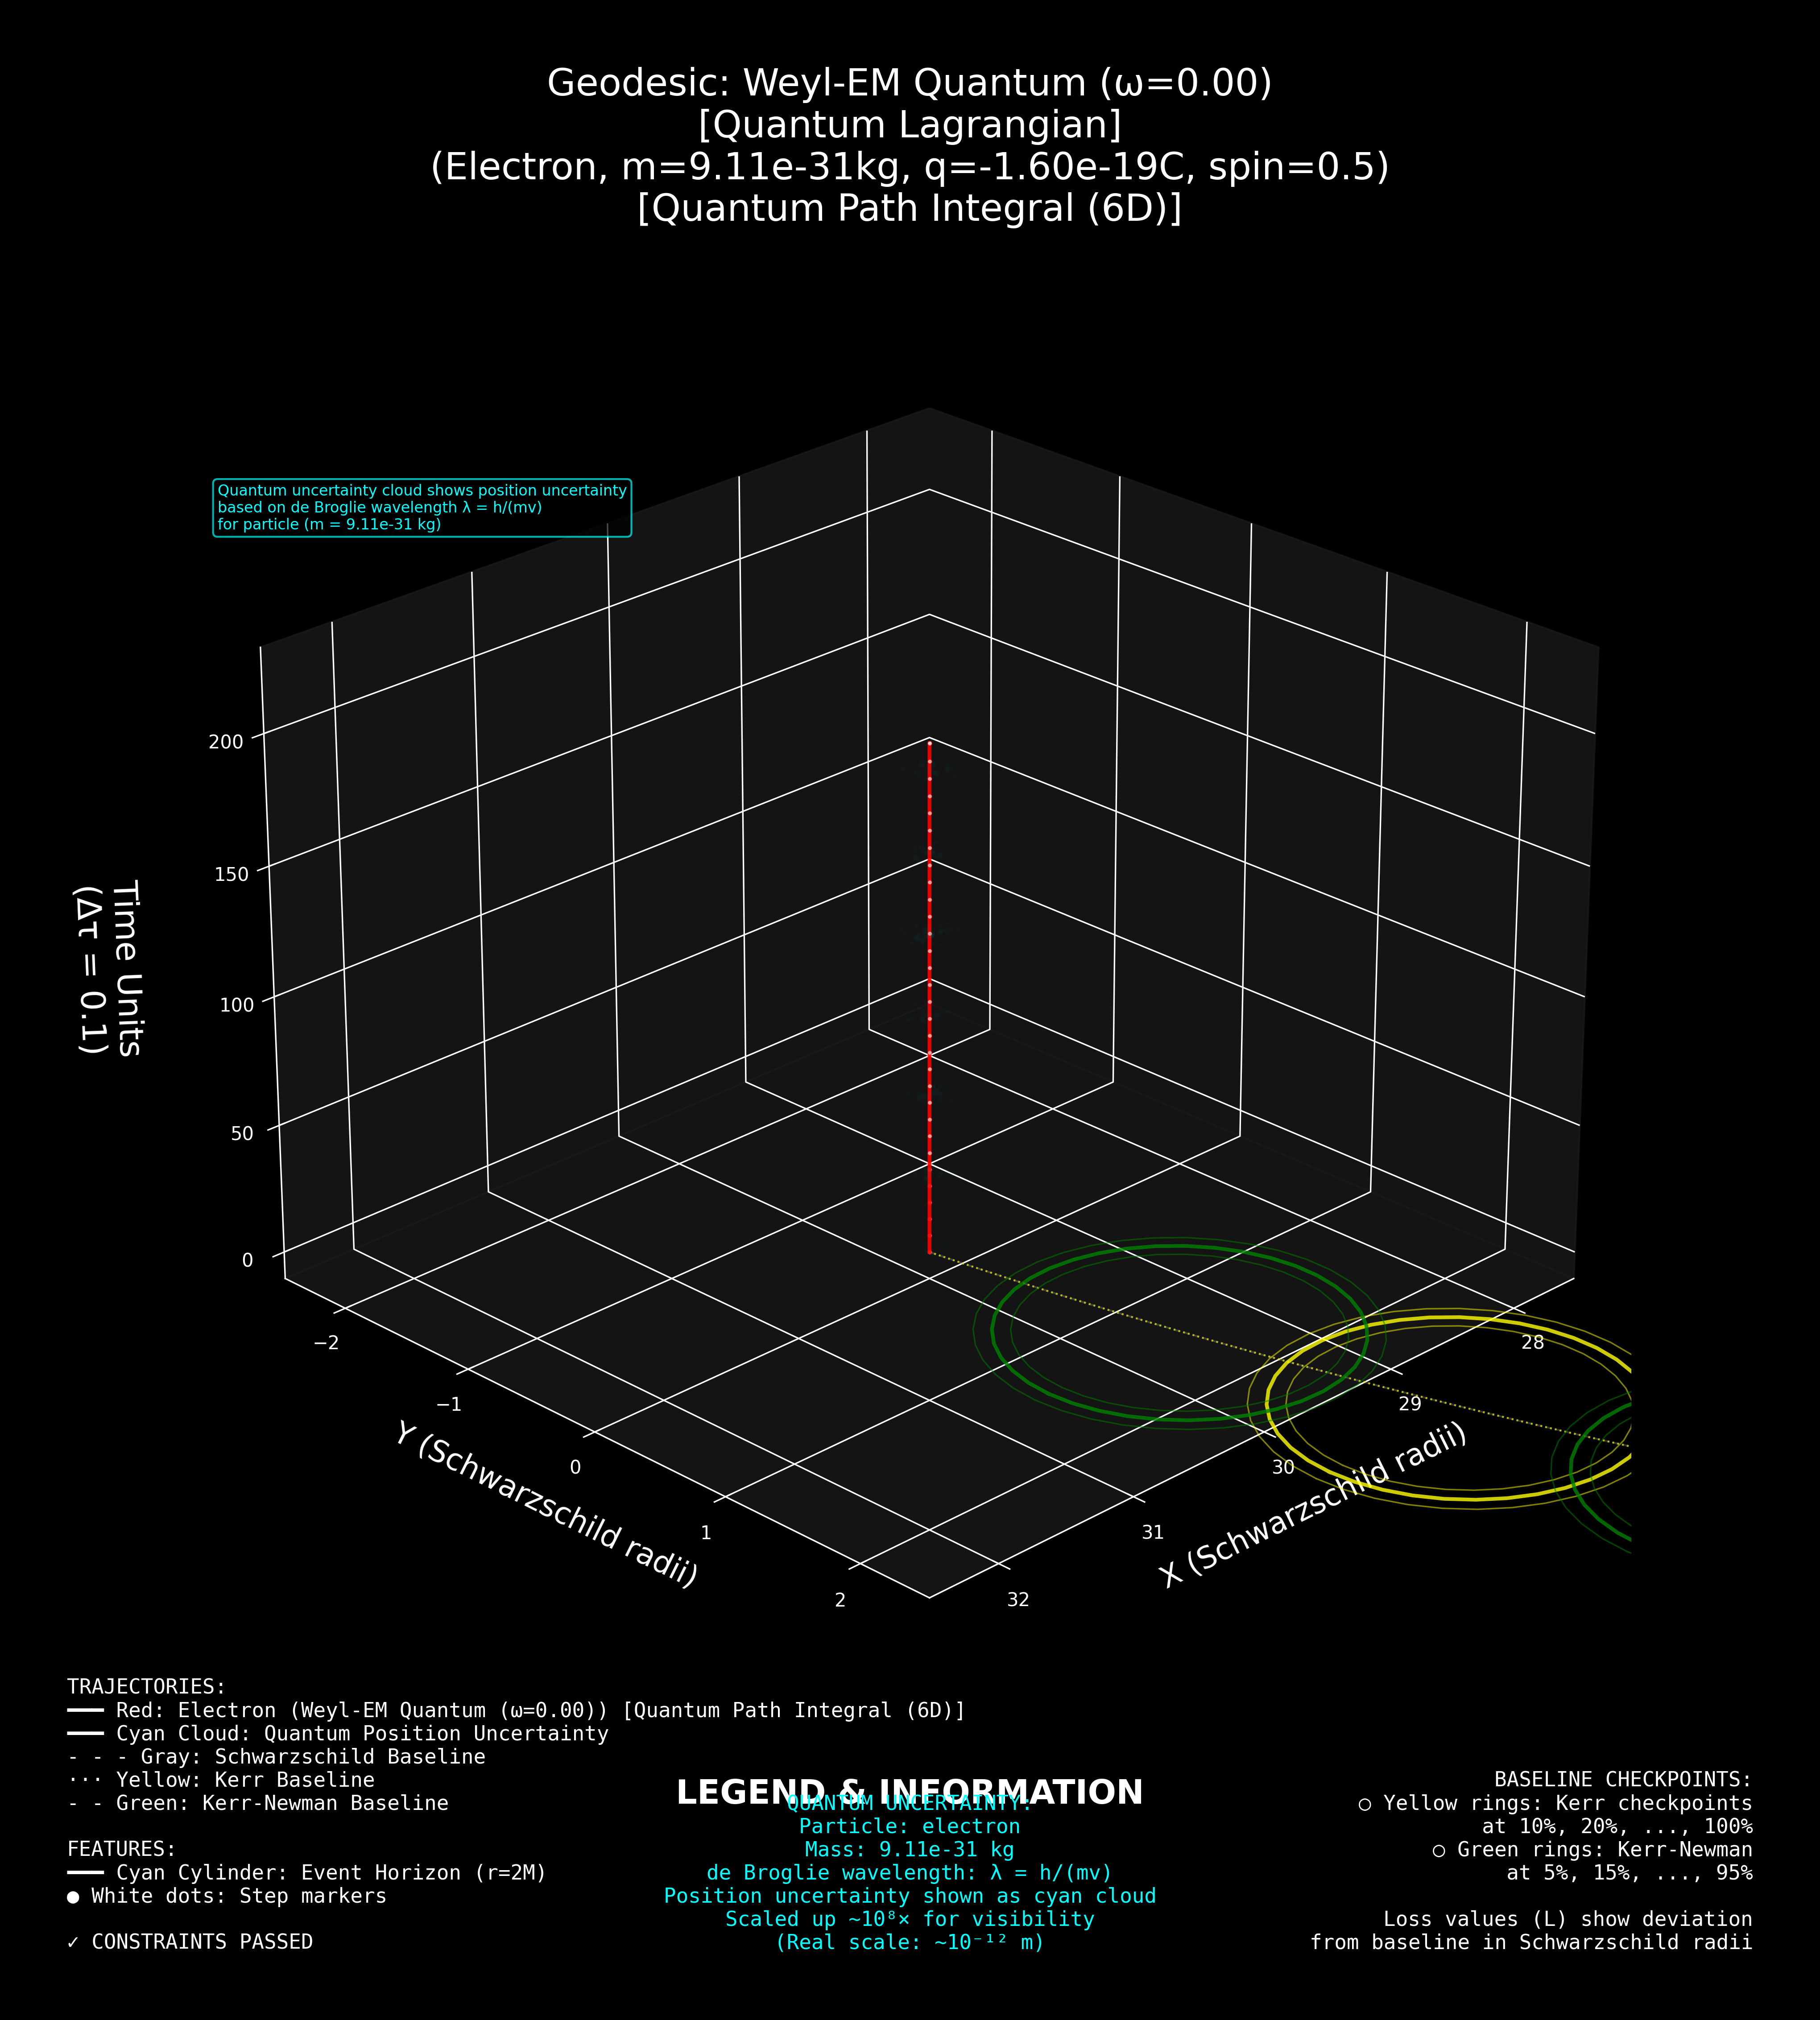 Geodesic: Weyl-EM Quantum (ω=0.00)
[Quantum Lagrangian]
(Electron, m=9.11e-31kg, q=-1.60e-19C, spin=0.5)
[Quantum Path Integral (6D)]
Quantum uncertainty cloud shows position uncertainty
based on de Broglie wavelength λ = h/(mv)
for particle (m = 9.11e-31 kg)
200
150
100
50
0
Time Units
(Δτ = 0.1)
−2
−1
0
1
2
Y (Schwarzschild radii)
28
29
30
31
32
X (Schwarzschild radii)
TRAJECTORIES:
━━━ Red: Electron (Weyl-EM Quantum (ω=0.00)) [Quantum Path Integral (6D)]
━━━ Cyan Cloud: Quantum Position Uncertainty
- - - Gray: Schwarzschild Baseline
··· Yellow: Kerr Baseline
- - Green: Kerr-Newman Baseline
FEATURES:
━━━ Cyan Cylinder: Event Horizon (r=2M)
● White dots: Step markers
✓ CONSTRAINTS PASSED
LEGEND & INFORMATION
QUANTUM UNCERTAINTY:
Particle: electron
Mass: 9.11e-31 kg
de Broglie wavelength: λ = h/(mv)
Position uncertainty shown as cyan cloud
Scaled up ~10⁸× for visibility
(Real scale: ~10⁻¹² m)
BASELINE CHECKPOINTS:
○ Yellow rings: Kerr checkpoints
at 10%, 20%, ..., 100%
○ Green rings: Kerr-Newman
at 5%, 15%, ..., 95%
Loss values (L) show deviation
from baseline in Schwarzschild radii